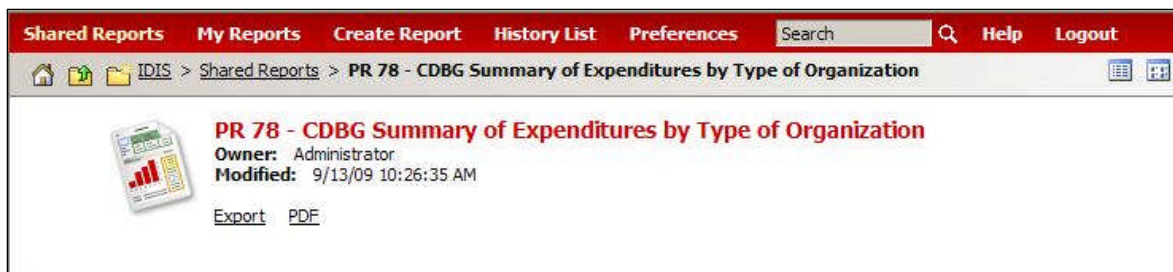 Shared Reports My Reports Create Report History List Preferences Search Help Logout
IDIS > Shared Reports > PR 78 - CDBG Summary of Expenditures by Type of Organization
PR 78 - CDBG Summary of Expenditures by Type of Organization
Owner: Administrator
Modified: 9/13/09 10:26:35 AM
Export PDF